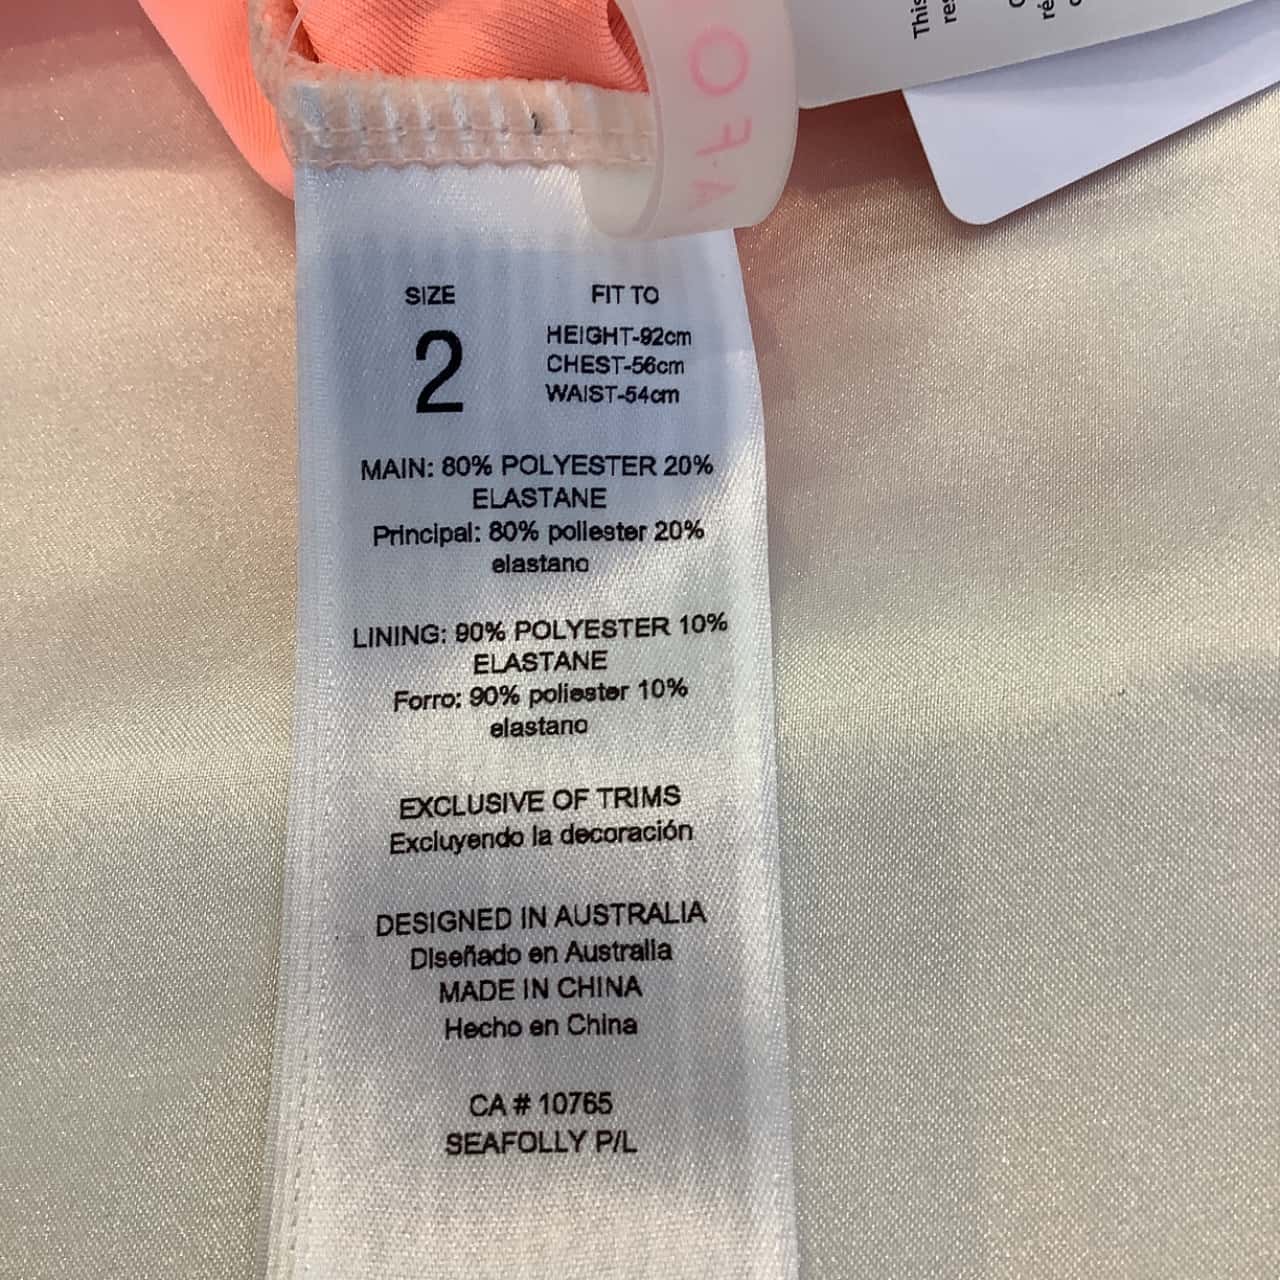 SIZE
2
FIT TO
HEIGHT-92cm
CHEST-56cm
WAIST-54cm
MAIN: 80% POLYESTER 20%
ELASTANE
Principal: 80% poliester 20%
elastano
LINING: 90% POLYESTER 10%
ELASTANE
Forro: 90% poliester 10%
elastano
EXCLUSIVE OF TRIMS
Excluyendo la decoración
DESIGNED IN AUSTRALIA
Diseñado en Australia
MADE IN CHINA
Hecho en China
CA # 10765
SEAFOLLY P/L
This